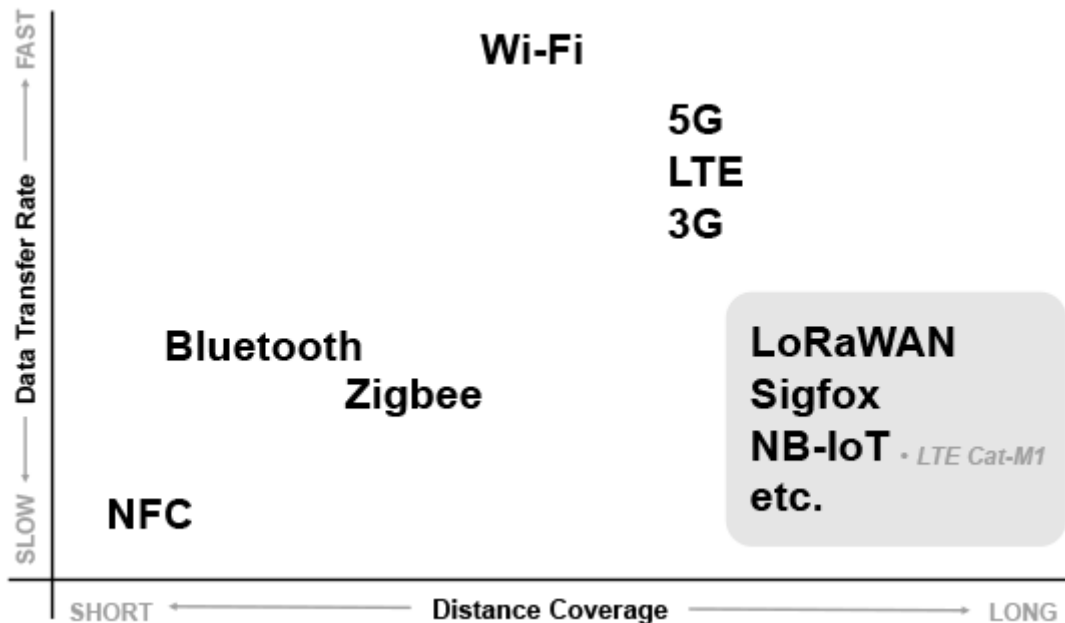 FAST
Data Transfer Rate
SLOW
Wi-Fi
5G
LTE
3G
Bluetooth
Zigbee
NFC
LoRaWAN
Sigfox
NB-IoT • LTE Cat-M1
etc.
SHORT
Distance Coverage
LONG